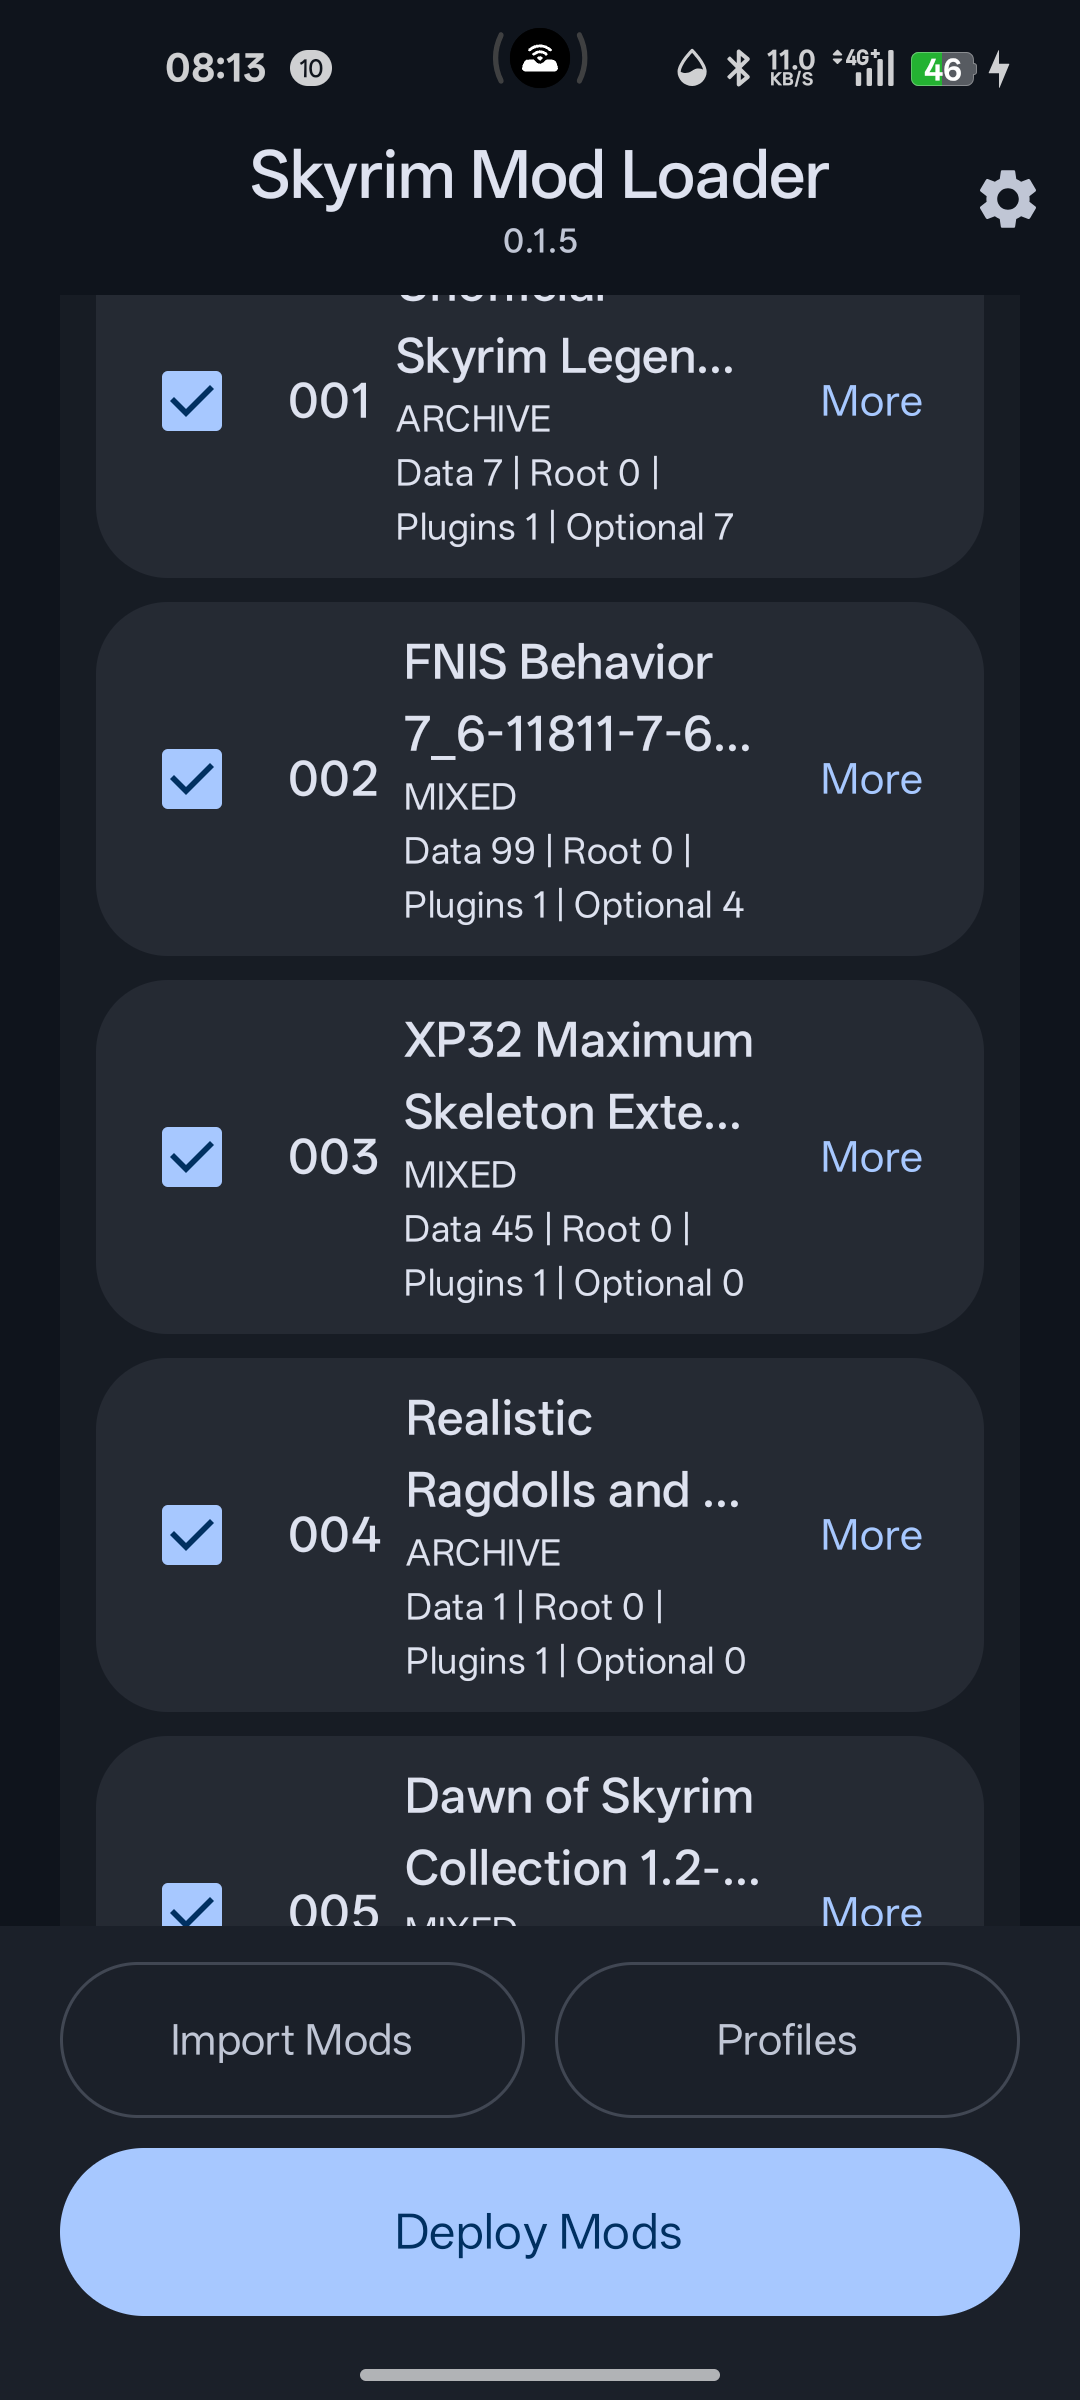 08:13
10
11.0
KB/S
4G+
46
Skyrim Mod Loader
0.1.5
Unofficial
Skyrim Legen...
001
More
ARCHIVE
Data 7 | Root 0 |
Plugins 1 | Optional 7
FNIS Behavior
7_6-11811-7-6...
002
More
MIXED
Data 99 | Root 0 |
Plugins 1 | Optional 4
XP32 Maximum
Skeleton Exte...
003
More
MIXED
Data 45 | Root 0 |
Plugins 1 | Optional 0
Realistic
Ragdolls and ...
004
More
ARCHIVE
Data 1 | Root 0 |
Plugins 1 | Optional 0
Dawn of Skyrim
Collection 1.2-...
005
More
MIXED
Import Mods
Profiles
Deploy Mods